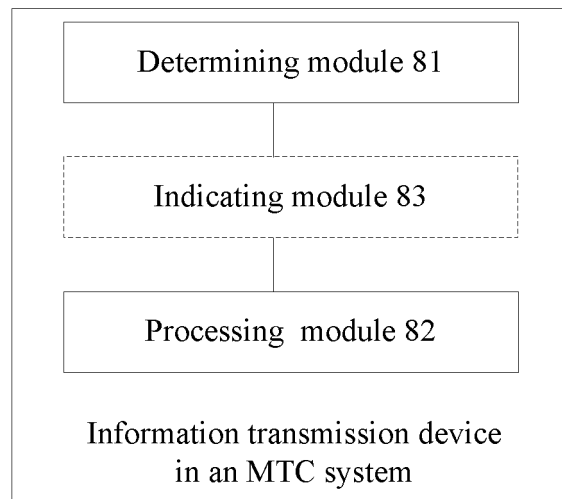 Determining module 81
Indicating module 83
Processing module 82
Information transmission device
in an MTC system